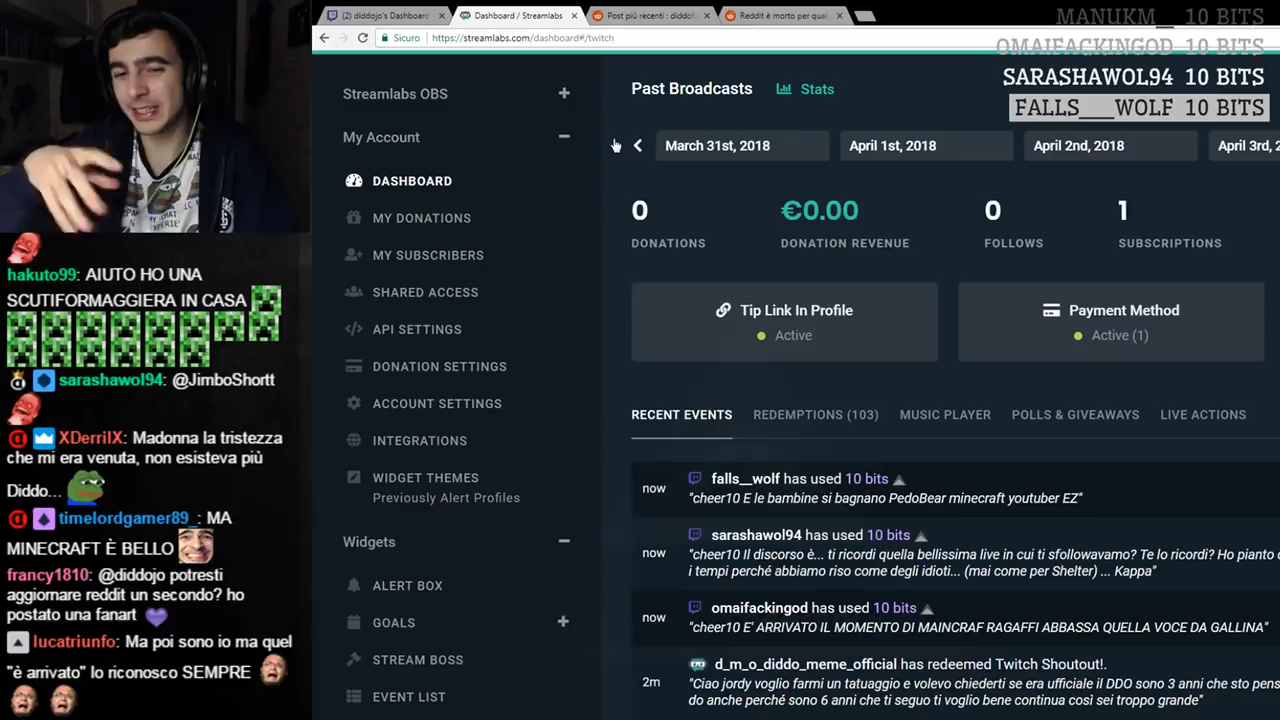 (2) diddojo's Dashboard
Dashboard / Streamlabs
Post più recenti : diddof
Reddit è morto per qual
MANUKM__ 10 BITS
OMAIFACKINGOD 10 BITS
SARASHAWOL94 10 BITS
FALLS__WOLF 10 BITS
Sicuro
https://streamlabs.com/dashboard#/twitch
Streamlabs OBS
My Account
DASHBOARD
MY DONATIONS
MY SUBSCRIBERS
SHARED ACCESS
API SETTINGS
DONATION SETTINGS
ACCOUNT SETTINGS
INTEGRATIONS
WIDGET THEMES
Previously Alert Profiles
Widgets
ALERT BOX
GOALS
STREAM BOSS
EVENT LIST
Past Broadcasts
Stats
March 31st, 2018
April 1st, 2018
April 2nd, 2018
April 3rd, 2
0
DONATIONS
€0.00
DONATION REVENUE
0
FOLLOWS
1
SUBSCRIPTIONS
Tip Link In Profile
Active
Payment Method
Active (1)
RECENT EVENTS
REDEMPTIONS (103)
MUSIC PLAYER
POLLS & GIVEAWAYS
LIVE ACTIONS
now
falls__wolf has used 10 bits
"cheer10 E le bambine si bagnano PedoBear minecraft youtuber EZ"
now
sarashawol94 has used 10 bits
"cheer10 Il discorso è... ti ricordi quella bellissima live in cui ti sfollowavamo? Te lo ricordi? Ho pianto
i tempi perché abbiamo riso come degli idioti... (mai come per Shelter) ... Kappa"
now
omaifackingod has used 10 bits
"cheer10 E' ARRIVATO IL MOMENTO DI MAINCRAF RAGAFFI ABBASSA QUELLA VOCE DA GALLINA"
2m
d_m_o_diddo_meme_official has redeemed Twitch Shoutout!.
"Ciao jordy voglio farmi un tatuaggio e volevo chiederti se era ufficiale il DDO sono 3 anni che sto pens
do anche perché sono 6 anni che ti seguo ti voglio bene continua così sei troppo grande"
hakuto99: AIUTO HO UNA
SCUTIFORMAGGIERA IN CASA
sarashawol94: @JimboShortt
XDerrilX: Madonna la tristezza
che mi era venuta, non esisteva più
Diddo...
timelordgamer89_: MA
MINECRAFT È BELLO
francy1810: @diddojo potresti
aggiornare reddit un secondo? ho
postato una fanart
lucatriunfo: Ma poi sono io ma quel
"è arrivato" lo riconosco SEMPRE